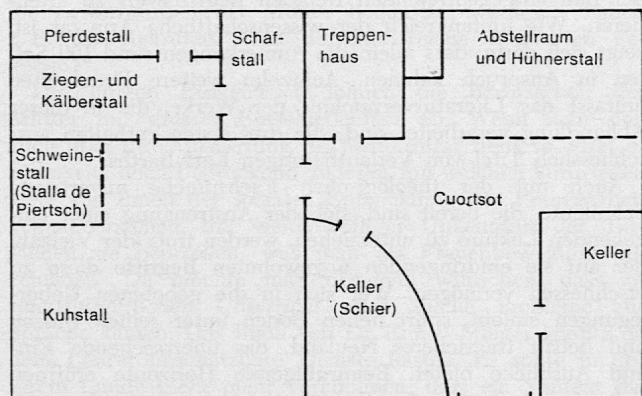 Pferdestall
Ziegen- und
Kälberstall
Schaf-
stall
Treppen-
haus
Abstellraum
und Hühnerstall
Schweine-
stall
(Stalla de
Piertsch)
Cuortsot
Keller
Keller
(Schier)
Kuhstall